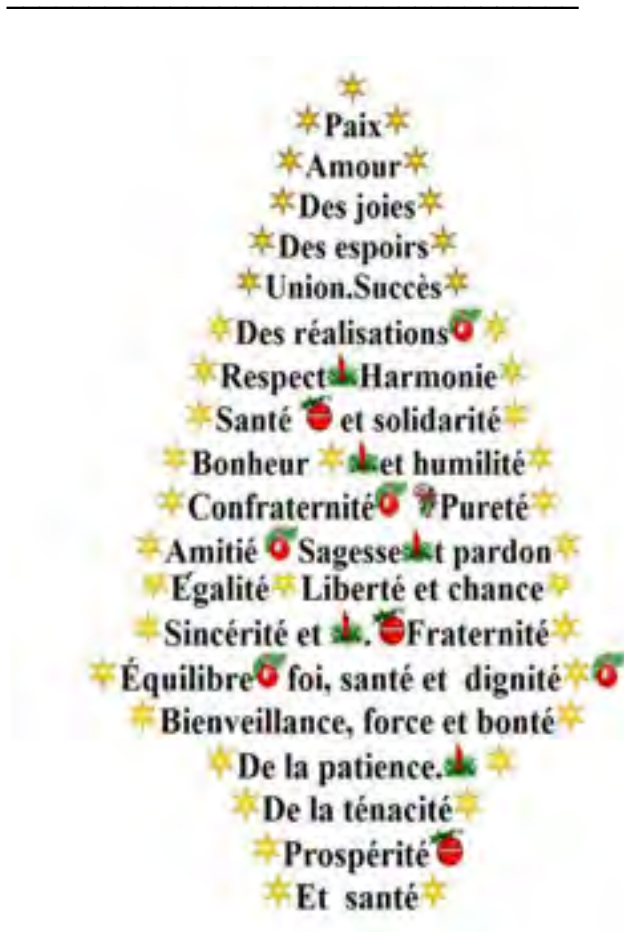 Paix
Amour
Des joies
Des espoirs
Union.Succès
Des réalisations
Respect Harmonie
Santé et solidarité
Bonheur et humilité
Confraternité Pureté
Amitié Sagesse t pardon
Égalité Liberté et chance
Sincérité et . Fraternité
Équilibre foi, santé et dignité
Bienveillance, force et bonté
De la patience.
De la ténacité
Prospérité
Et santé